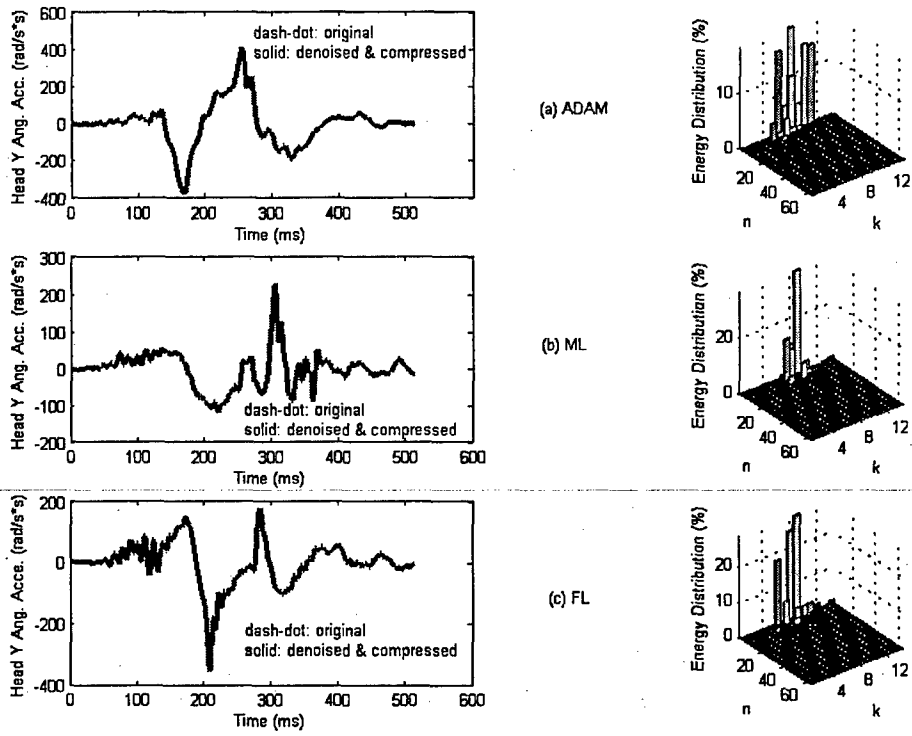 Head Y Ang. Acc. (rad/s*s)
600
400
200
0
-200
-400
dash-dot: original
solid: denoised & compressed
0 100 200 300 400 500 600
Time (ms)
(a) ADAM
Energy Distribution (%)
10
0
20
40
60
n
4
8
12
k
Head Y Ang. Acc. (rad/s*s)
300
200
100
0
-100
-200
dash-dot: original
solid: denoised & compressed
0 100 200 300 400 500 600
Time (ms)
(b) ML
Energy Distribution (%)
20
0
20
40
60
n
4
8
12
k
Head Y Ang. Acce. (rad/s*s)
200
0
-200
-400
dash-dot: original
solid: denoised & compressed
0 100 200 300 400 500 600
Time (ms)
(c) FL
Energy Distribution (%)
20
10
0
20
40
60
n
4
8
12
k